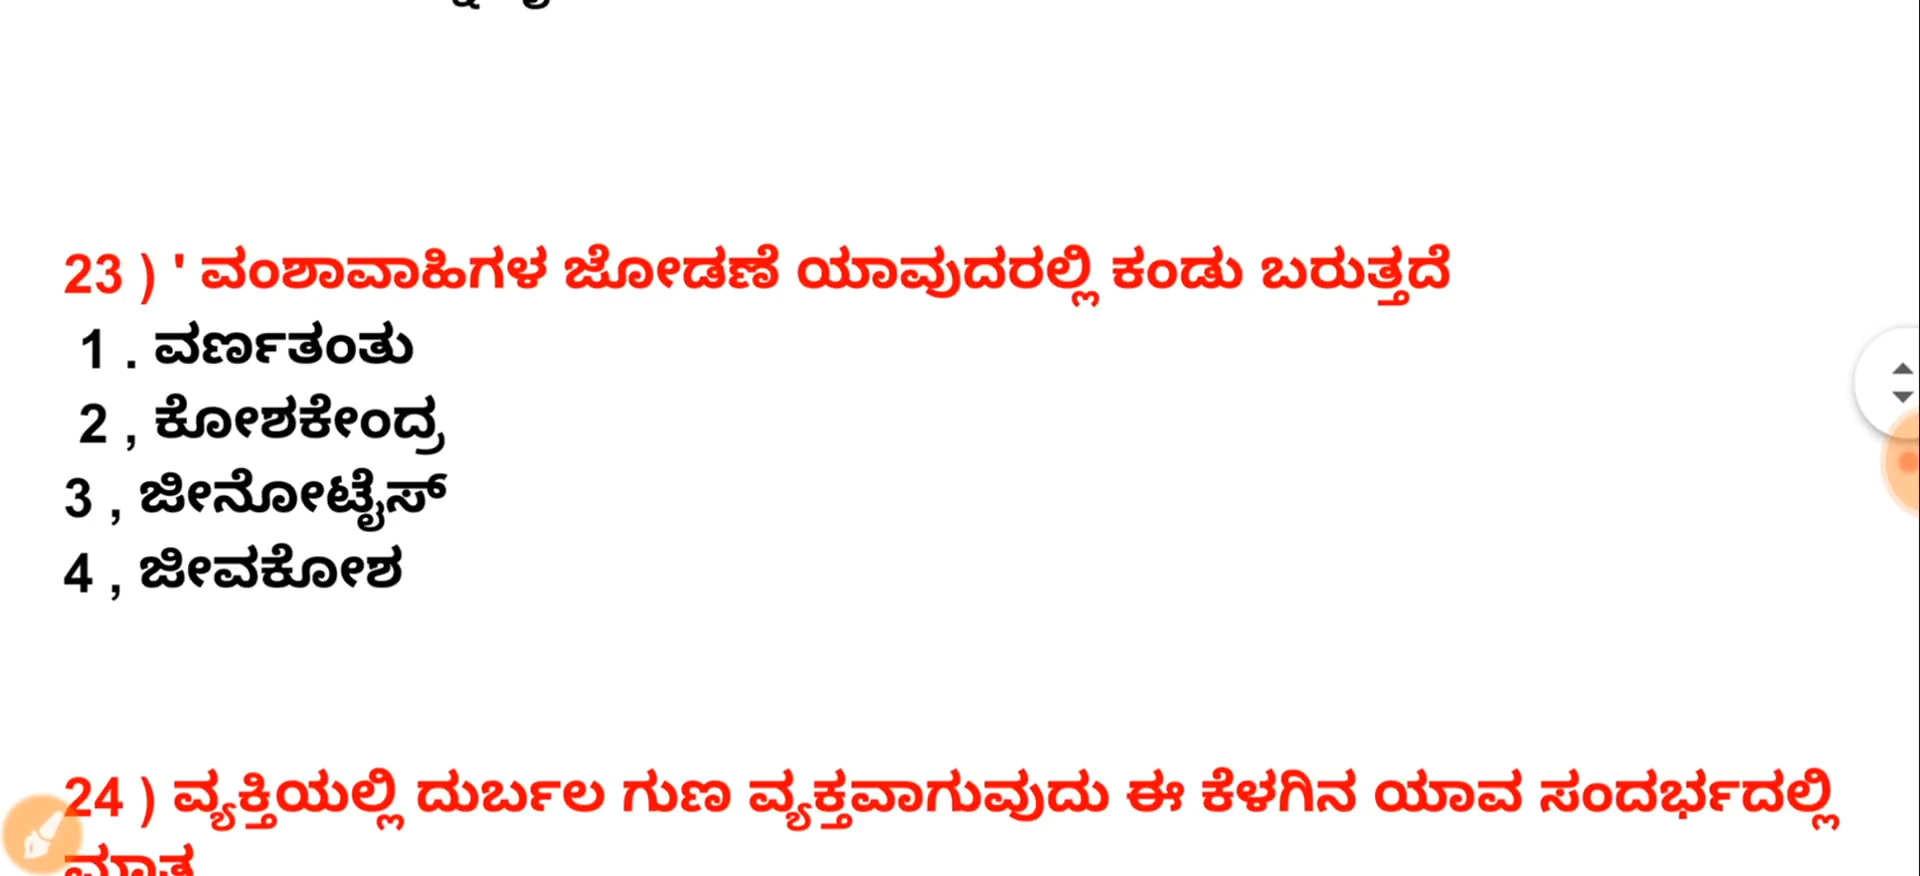 23 ) ' ವಂಶಾವಾಹಿಗಳ ಜೋಡಣೆ ಯಾವುದರಲ್ಲಿ ಕಂಡು ಬರುತ್ತದೆ
1 . ವರ್ಣತಂತು
2 , ಕೋಶಕೇಂದ್ರ
3 , ಜೀನೋಟೈಸ್
4 , ಜೀವಕೋಶ
24 ) ವ್ಯಕ್ತಿಯಲ್ಲಿ ದುರ್ಬಲ ಗುಣ ವ್ಯಕ್ತವಾಗುವುದು ಈ ಕೆಳಗಿನ ಯಾವ ಸಂದರ್ಭದಲ್ಲಿ